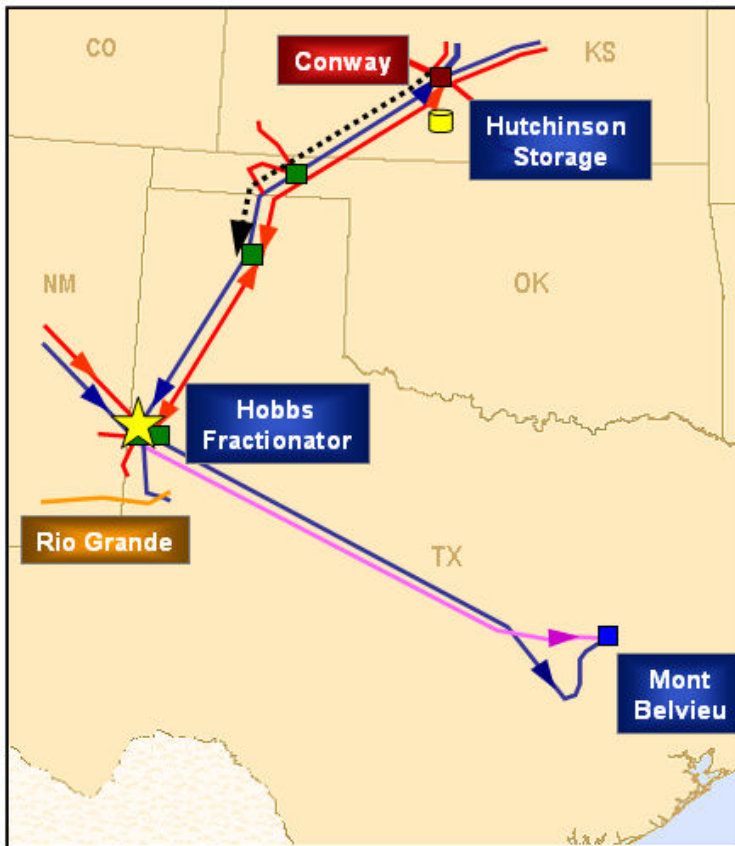 CO
KS
Conway
Hutchinson
Storage
NM
OK
Hobbs
Fractionator
Rio Grande
TX
Mont
Belvieu